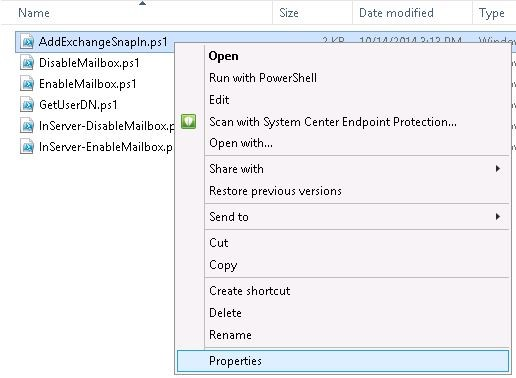 Name Size Date modified Type
AddExchangeSnapIn.ps1 2 KB 10/14/2014 3:13 PM
DisableMailbox.ps1
EnableMailbox.ps1
GetUserDN.ps1
InServer-DisableMailbox.p
InServer-EnableMailbox.p
Open
Run with PowerShell
Edit
Scan with System Center Endpoint Protection...
Open with...
Share with
Restore previous versions
Send to
Cut
Copy
Create shortcut
Delete
Rename
Properties